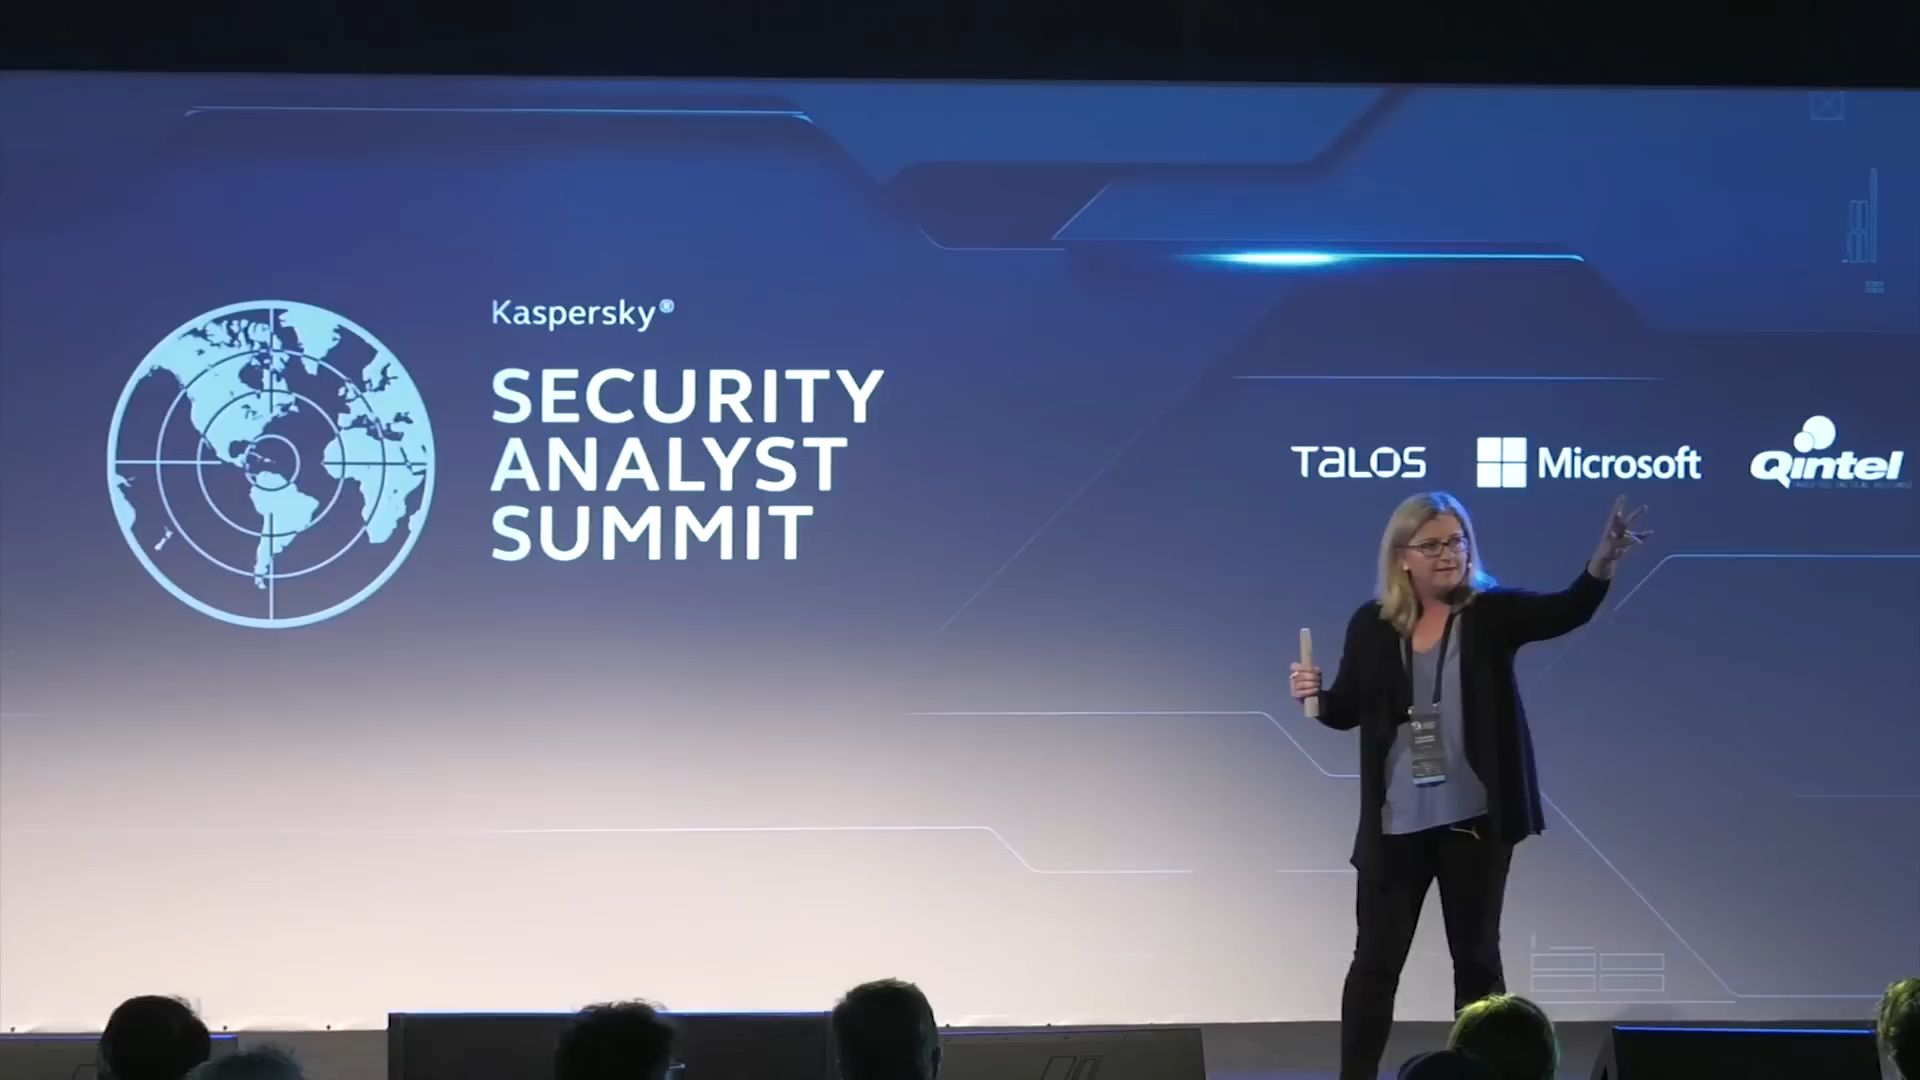 Kaspersky®
SECURITY
ANALYST
SUMMIT
TALOS
Microsoft
Qintel